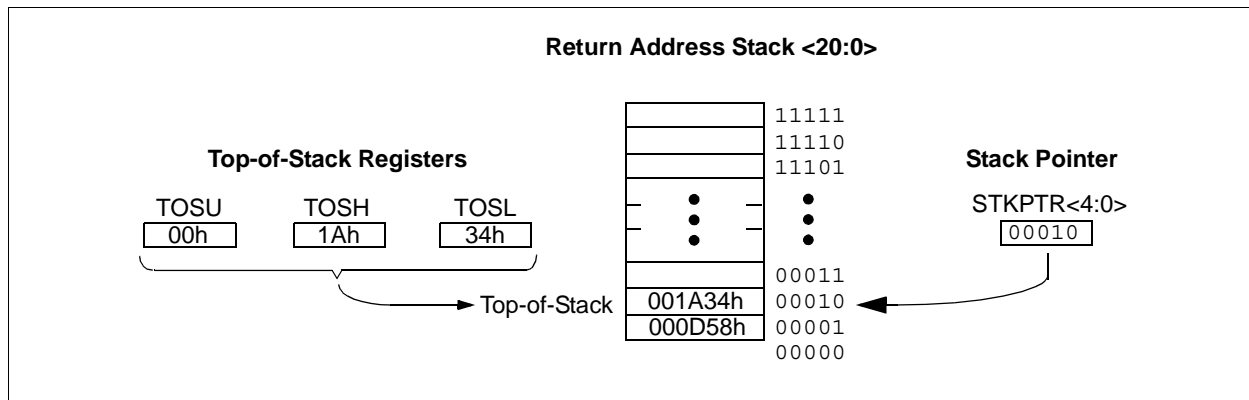 Return Address Stack <20:0>
11111
11110
Top-of-Stack Registers
11101
Stack Pointer
TOSU TOSH TOSL
STKPTR<4:0>
00h 1Ah 34h
00010
00011
Top-of-Stack 001A34h 00010
000D58h 00001
00000